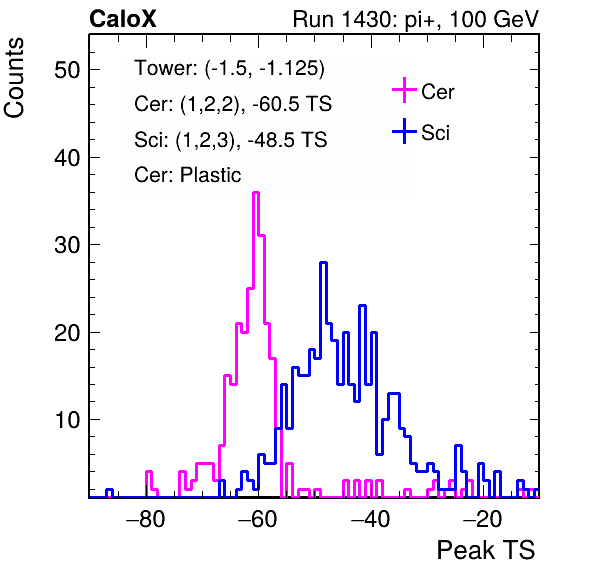 CaloX Run 1430: pi+, 100 GeV
Counts
Tower: (-1.5, -1.125)
Cer: (1,2,2), -60.5 TS
Sci: (1,2,3), -48.5 TS
Cer: Plastic
Cer
Sci
50
40
30
20
10
−80 −60 −40 −20
Peak TS